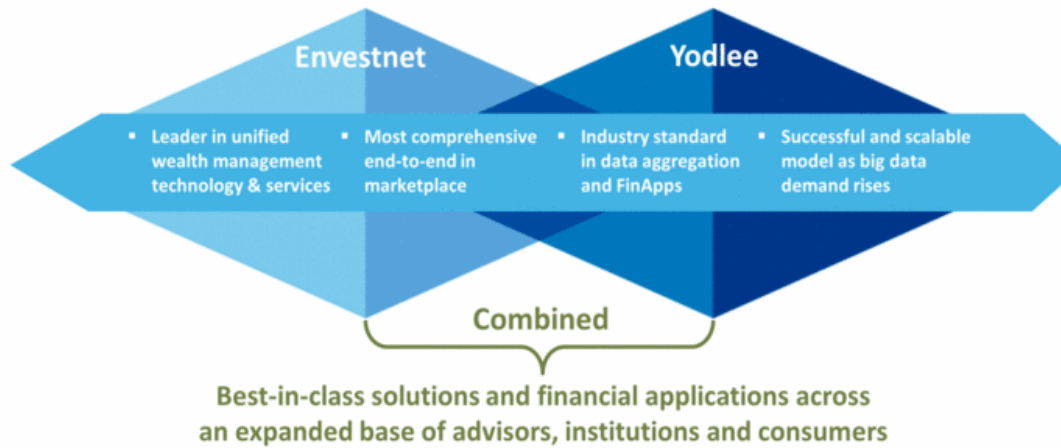 Envestnet
Yodlee
▪ Leader in unified
wealth management
technology & services
▪ Most comprehensive
end-to-end in
marketplace
▪ Industry standard
in data aggregation
and FinApps
▪ Successful and scalable
model as big data
demand rises
Combined
Best-in-class solutions and financial applications across
an expanded base of advisors, institutions and consumers